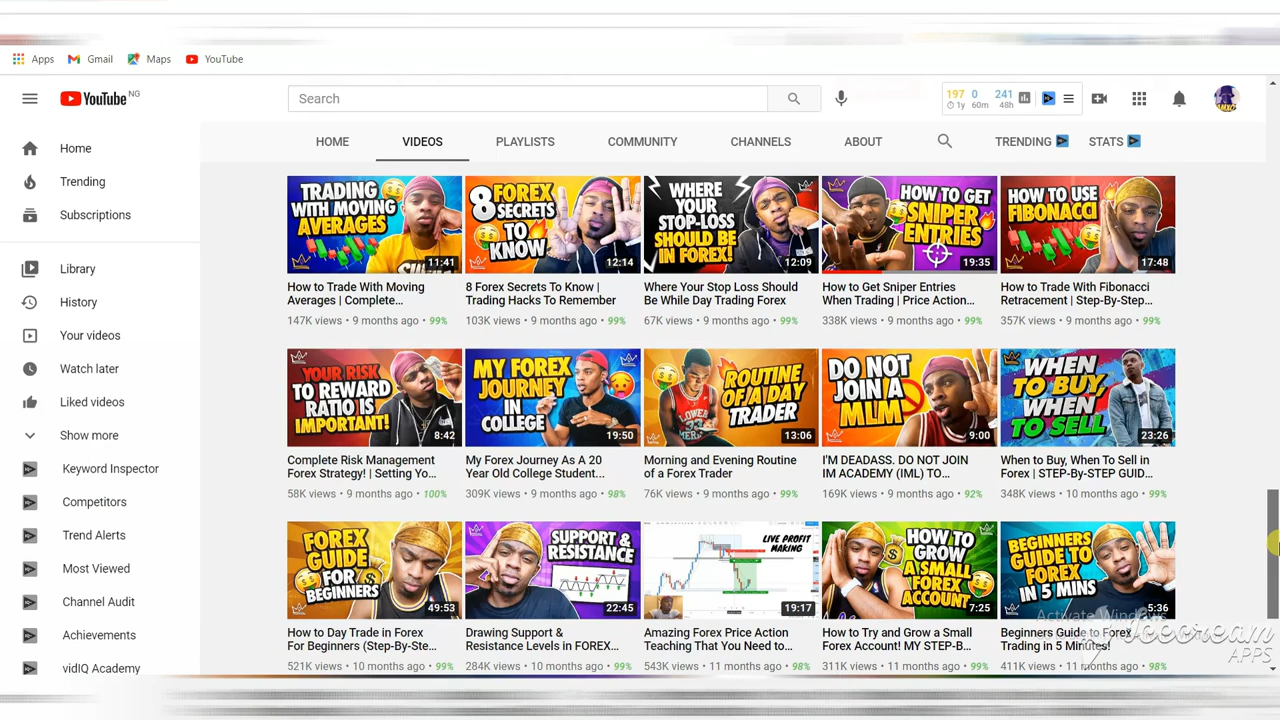 Apps Gmail Maps YouTube
YouTube NG
Search
197 0 241
1y 60m 48h
HOME VIDEOS PLAYLISTS COMMUNITY CHANNELS ABOUT TRENDING STATS
Home
Trending
Subscriptions
Library
History
Your videos
Watch later
Liked videos
Show more
Keyword Inspector
Competitors
Trend Alerts
Most Viewed
Channel Audit
Achievements
vidIQ Academy
TRADING
WITH MOVING
AVERAGES
11:41
How to Trade With Moving
Averages | Complete...
147K views • 9 months ago • 99%
8 FOREX
SECRETS
TO
KNOW
12:14
8 Forex Secrets To Know |
Trading Hacks To Remember
103K views • 9 months ago • 99%
WHERE
YOUR
STOP-LOSS
SHOULD BE
IN FOREX!
12:09
Where Your Stop Loss Should
Be While Day Trading Forex
67K views • 9 months ago • 99%
HOW TO GET
SNIPER
ENTRIES
19:35
How to Get Sniper Entries
When Trading | Price Action...
338K views • 9 months ago • 99%
HOW TO USE
FIBONACCI
17:48
How to Trade With Fibonacci
Retracement | Step-By-Step...
357K views • 9 months ago • 99%
YOUR RISK
TO REWARD
RATIO IS
IMPORTANT!
8:42
Complete Risk Management
Forex Strategy! | Setting Yo...
58K views • 9 months ago • 100%
MY FOREX
JOURNEY
IN
COLLEGE
19:50
My Forex Journey As A 20
Year Old College Student...
309K views • 9 months ago • 98%
ROUTINE
OF A DAY
TRADER
13:06
Morning and Evening Routine
of a Forex Trader
76K views • 9 months ago • 99%
DO NOT
JOIN A
MLM
9:00
I'M DEADASS. DO NOT JOIN
IM ACADEMY (IML) TO...
169K views • 9 months ago • 92%
WHEN
TO BUY,
WHEN
TO SELL
23:26
When to Buy, When To Sell in
Forex | STEP-By-STEP GUID...
348K views • 10 months ago • 99%
FOREX
GUIDE
FOR
BEGINNERS
49:53
How to Day Trade in Forex
For Beginners (Step-By-Ste...
521K views • 10 months ago • 99%
SUPPORT &
RESISTANCE
22:45
Drawing Support &
Resistance Levels in FOREX...
284K views • 10 months ago • 99%
LIVE PROFIT
MAKING
19:17
Amazing Forex Price Action
Teaching That You Need to...
543K views • 11 months ago • 98%
HOW TO
GROW
A SMALL
FOREX
ACCOUNT
7:25
How to Try and Grow a Small
Forex Account! MY STEP-B...
311K views • 11 months ago • 99%
BEGINNERS
GUIDE TO
FOREX
IN 5 MINS!
5:36
Beginners Guide to Forex
Trading in 5 Minutes!
411K views • 11 months ago • 98%
Activate Windows
Icecream
APPS